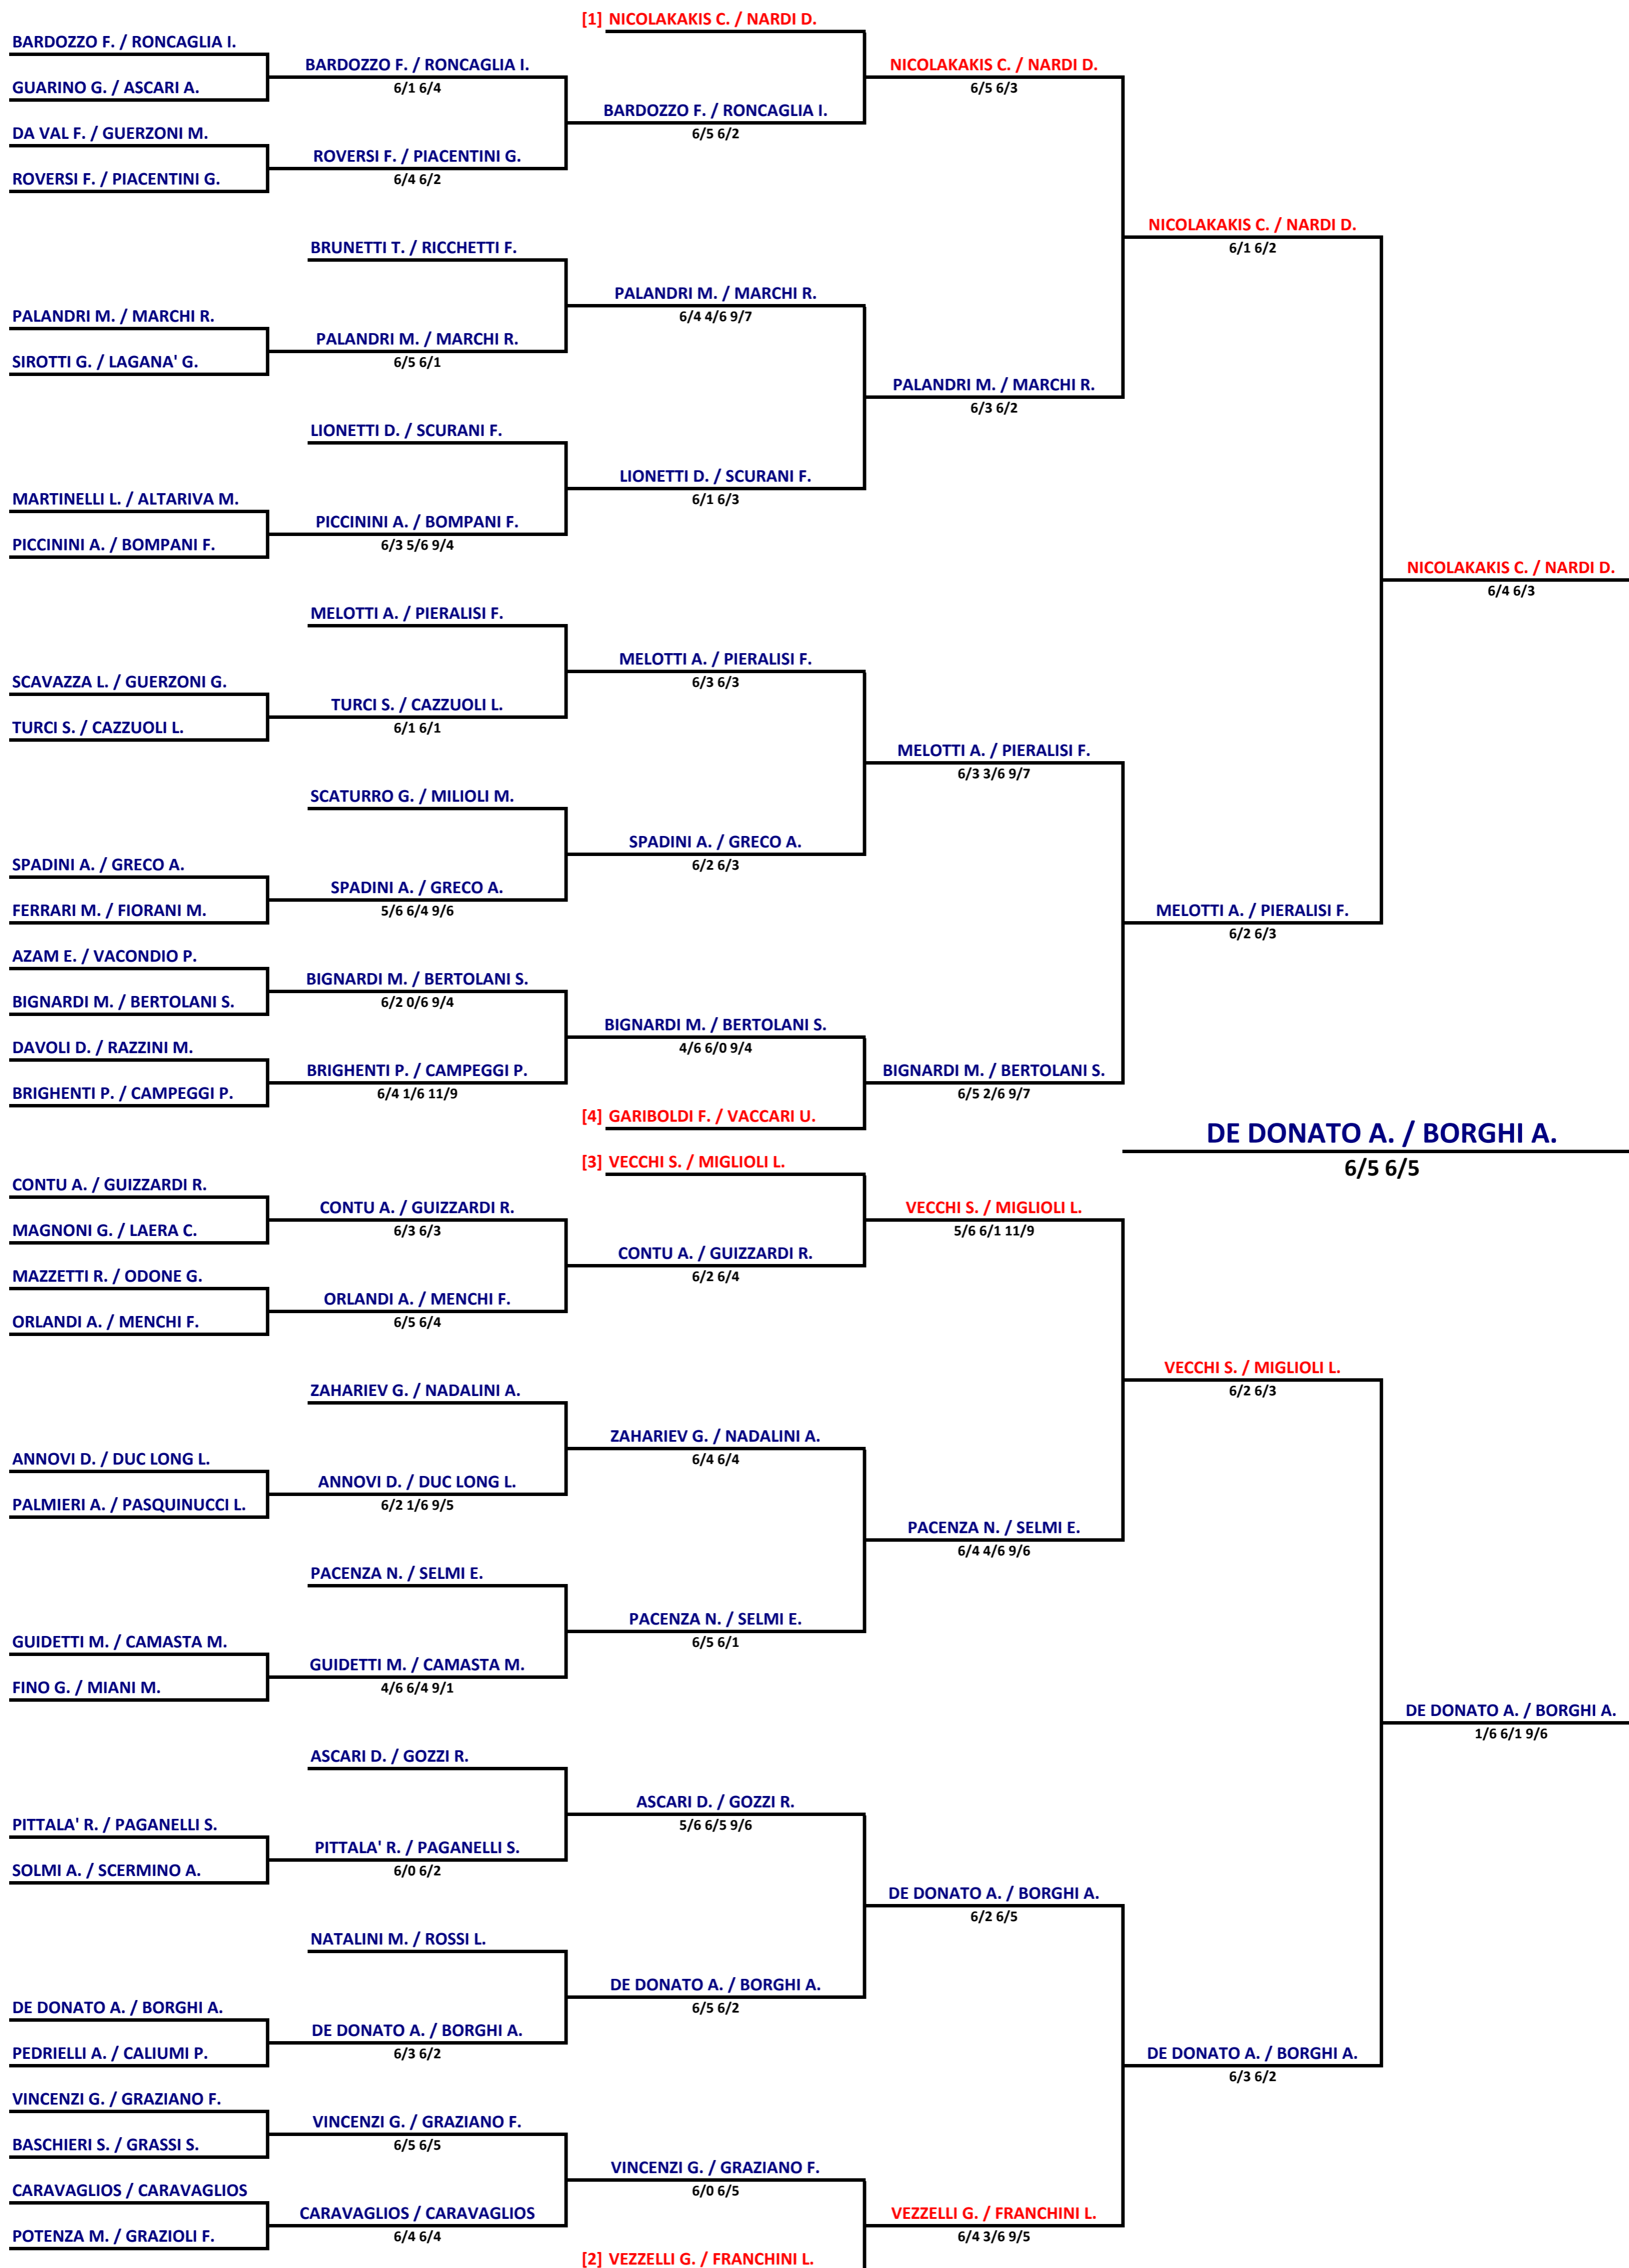 [1] NICOLAKAKIS C. / NARDI D.
BARDOZZO F. / RONCAGLIA I.
BARDOZZO F. / RONCAGLIA I.
NICOLAKAKIS C. / NARDI D.
GUARINO G. / ASCARI A.
6/1 6/4
6/5 6/3
BARDOZZO F. / RONCAGLIA I.
DA VAL F. / GUERZONI M.
6/5 6/2
ROVERSI F. / PIACENTINI G.
ROVERSI F. / PIACENTINI G.
6/4 6/2
NICOLAKAKIS C. / NARDI D.
BRUNETTI T. / RICCHETTI F.
6/1 6/2
PALANDRI M. / MARCHI R.
PALANDRI M. / MARCHI R.
6/4 4/6 9/7
PALANDRI M. / MARCHI R.
SIROTTI G. / LAGANA' G.
6/5 6/1
PALANDRI M. / MARCHI R.
6/3 6/2
LIONETTI D. / SCURANI F.
LIONETTI D. / SCURANI F.
MARTINELLI L. / ALTARIVA M.
6/1 6/3
PICCININI A. / BOMPANI F.
PICCININI A. / BOMPANI F.
6/3 5/6 9/4
NICOLAKAKIS C. / NARDI D.
6/4 6/3
MELOTTI A. / PIERALISI F.
MELOTTI A. / PIERALISI F.
SCAVAZZA L. / GUERZONI G.
6/3 6/3
TURCI S. / CAZZUOLI L.
TURCI S. / CAZZUOLI L.
6/1 6/1
MELOTTI A. / PIERALISI F.
6/3 3/6 9/7
SCATURRO G. / MILIOLI M.
SPADINI A. / GRECO A.
SPADINI A. / GRECO A.
6/2 6/3
SPADINI A. / GRECO A.
FERRARI M. / FIORANI M.
5/6 6/4 9/6
MELOTTI A. / PIERALISI F.
6/2 6/3
AZAM E. / VACONDIO P.
BIGNARDI M. / BERTOLANI S.
BIGNARDI M. / BERTOLANI S.
6/2 0/6 9/4
BIGNARDI M. / BERTOLANI S.
DAVOLI D. / RAZZINI M.
4/6 6/0 9/4
BRIGHENTI P. / CAMPEGGI P.
BIGNARDI M. / BERTOLANI S.
BRIGHENTI P. / CAMPEGGI P.
6/4 1/6 11/9
6/5 2/6 9/7
[4] GARIBOLDI F. / VACCARI U.
DE DONATO A. / BORGHI A.
6/5 6/5
[3] VECCHI S. / MIGLIOLI L.
CONTU A. / GUIZZARDI R.
CONTU A. / GUIZZARDI R.
VECCHI S. / MIGLIOLI L.
MAGNONI G. / LAERA C.
6/3 6/3
5/6 6/1 11/9
CONTU A. / GUIZZARDI R.
MAZZETTI R. / ODONE G.
6/2 6/4
ORLANDI A. / MENCHI F.
ORLANDI A. / MENCHI F.
6/5 6/4
VECCHI S. / MIGLIOLI L.
6/2 6/3
ZAHARIEV G. / NADALINI A.
ZAHARIEV G. / NADALINI A.
ANNOVI D. / DUC LONG L.
6/4 6/4
ANNOVI D. / DUC LONG L.
PALMIERI A. / PASQUINUCCI L.
6/2 1/6 9/5
PACENZA N. / SELMI E.
6/4 4/6 9/6
PACENZA N. / SELMI E.
PACENZA N. / SELMI E.
GUIDETTI M. / CAMASTA M.
6/5 6/1
GUIDETTI M. / CAMASTA M.
FINO G. / MIANI M.
4/6 6/4 9/1
DE DONATO A. / BORGHI A.
1/6 6/1 9/6
ASCARI D. / GOZZI R.
ASCARI D. / GOZZI R.
PITTALA' R. / PAGANELLI S.
5/6 6/5 9/6
PITTALA' R. / PAGANELLI S.
SOLMI A. / SCERMINO A.
6/0 6/2
DE DONATO A. / BORGHI A.
6/2 6/5
NATALINI M. / ROSSI L.
DE DONATO A. / BORGHI A.
DE DONATO A. / BORGHI A.
6/5 6/2
DE DONATO A. / BORGHI A.
PEDRIELLI A. / CALIUMI P.
6/3 6/2
DE DONATO A. / BORGHI A.
6/3 6/2
VINCENZI G. / GRAZIANO F.
VINCENZI G. / GRAZIANO F.
BASCHIERI S. / GRASSI S.
6/5 6/5
VINCENZI G. / GRAZIANO F.
CARAVAGLIOS / CARAVAGLIOS
6/0 6/5
CARAVAGLIOS / CARAVAGLIOS
VEZZELLI G. / FRANCHINI L.
POTENZA M. / GRAZIOLI F.
6/4 6/4
6/4 3/6 9/5
[2] VEZZELLI G. / FRANCHINI L.